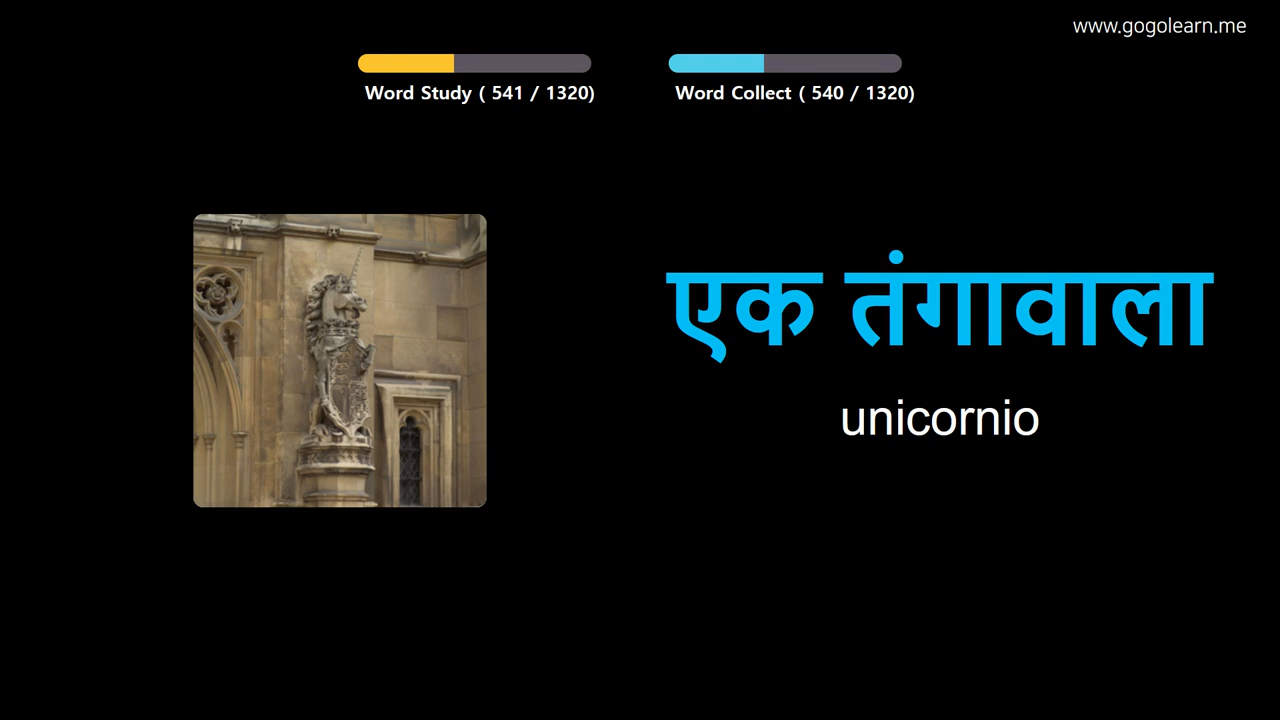 www.gogolearn.me
Word Study ( 541 / 1320)
Word Collect ( 540 / 1320)
एक तंगावाला
unicornio